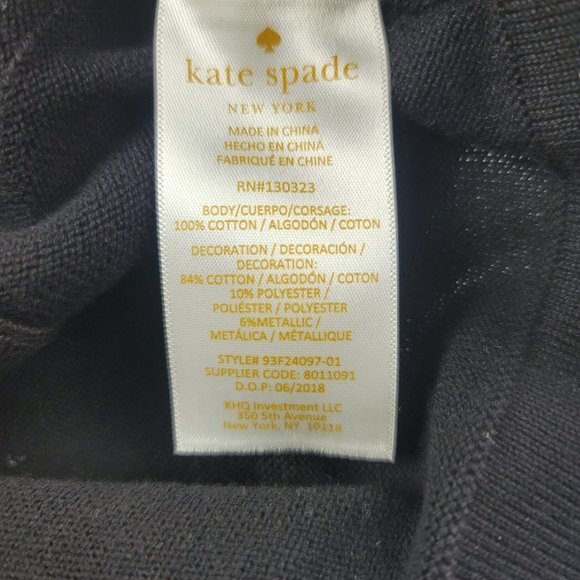 kate spade
NEW YORK
MADE IN CHINA
HECHO EN CHINA
FABRIQUÉ EN CHINE
RN#130323
BODY/CUERPO/CORSAGE:
100% COTTON / ALGODÓN / COTON
DECORATION / DECORACIÓN /
DECORATION:
84% COTTON / ALGODÓN / COTON
10% POLYESTER /
POLIÉSTER / POLYESTER
6%METALLIC /
METÁLICA / MÉTALLIQUE
STYLE# 93F24097-01
SUPPLIER CODE: 8011091
D.O.P: 06/2018
KHQ Investment LLC
350 5th Avenue
New York, NY 10118